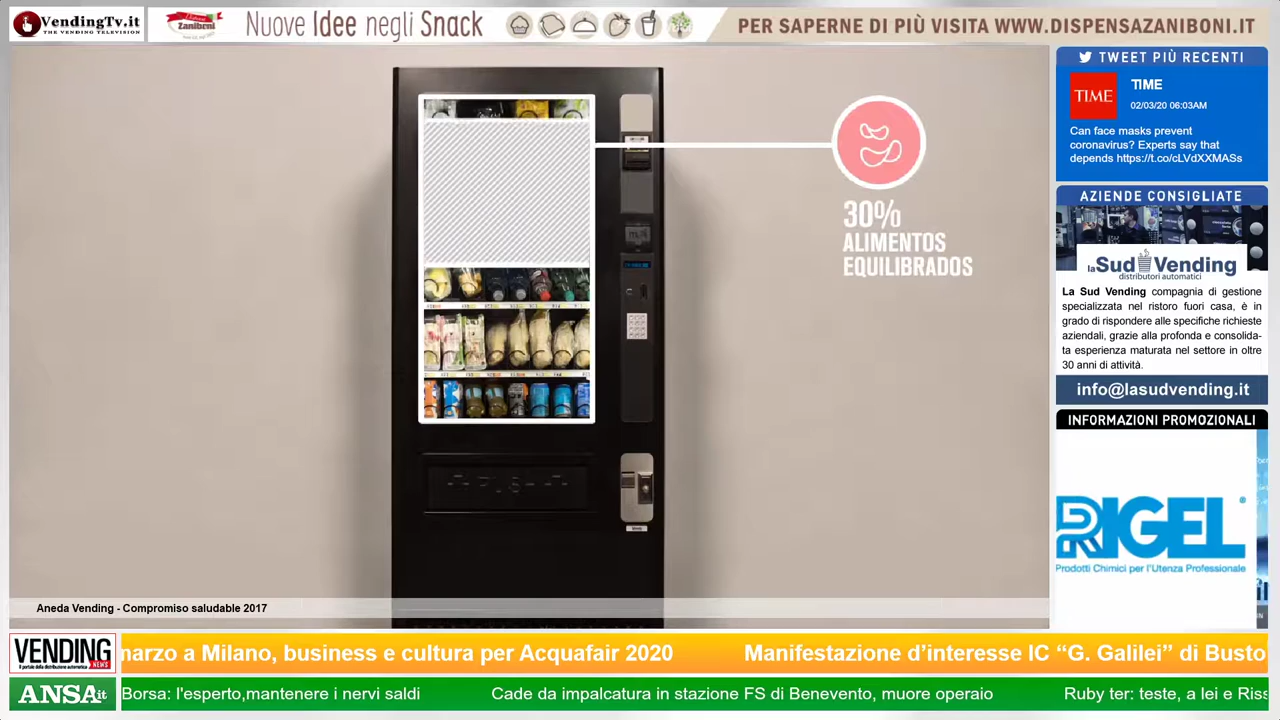 VendingTv.it
THE VENDING TELEVISION
Zaniboni
Nuove Idee negli Snack
PER SAPERNE DI PIÙ VISITA WWW.DISPENSAZANIBONI.IT
TWEET PIÙ RECENTI
TIME
TIME
02/03/20 06:03AM
Can face masks prevent
coronavirus? Experts say that
depends https://t.co/cLVdXXMASs
30%
ALIMENTOS
EQUILIBRADOS
AZIENDE CONSIGLIATE
laSud Vending
distributori automatici
La Sud Vending compagnia di gestione
specializzata nel ristoro fuori casa, è in
grado di rispondere alle specifiche richieste
aziendali, grazie alla profonda e consolida-
ta esperienza maturata nel settore in oltre
30 anni di attività.
info@lasudvending.it
INFORMAZIONI PROMOZIONALI
RIGEL
Prodotti Chimici per l'Utenza Professionale
Aneda Vending - Compromiso saludable 2017
VENDING
NEWS
Il portale della distribuzione automatica
marzo a Milano, business e cultura per Acquafair 2020 Manifestazione d'interesse IC “G. Galilei” di Busto
ANSA.it
Borsa: l'esperto,mantenere i nervi saldi Cade da impalcatura in stazione FS di Benevento, muore operaio Ruby ter: teste, a lei e Riss